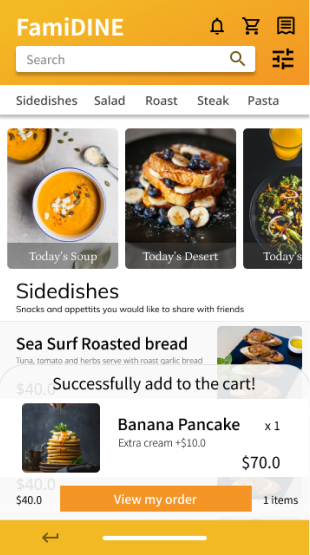 FamiDINE
Search
Sidedishes Salad Roast Steak Pasta
Today's Soup
Today's Desert
Today's
Sidedishes
Snacks and appettits you would like to share with friends
Sea Surf Roasted bread
Tuna, tomato and herbs serve with roast garlic bread
$40.0
Successfully add to the cart!
Banana Pancake x 1
Extra cream +$10.0
$70.0
$40.0 View my order 1 items